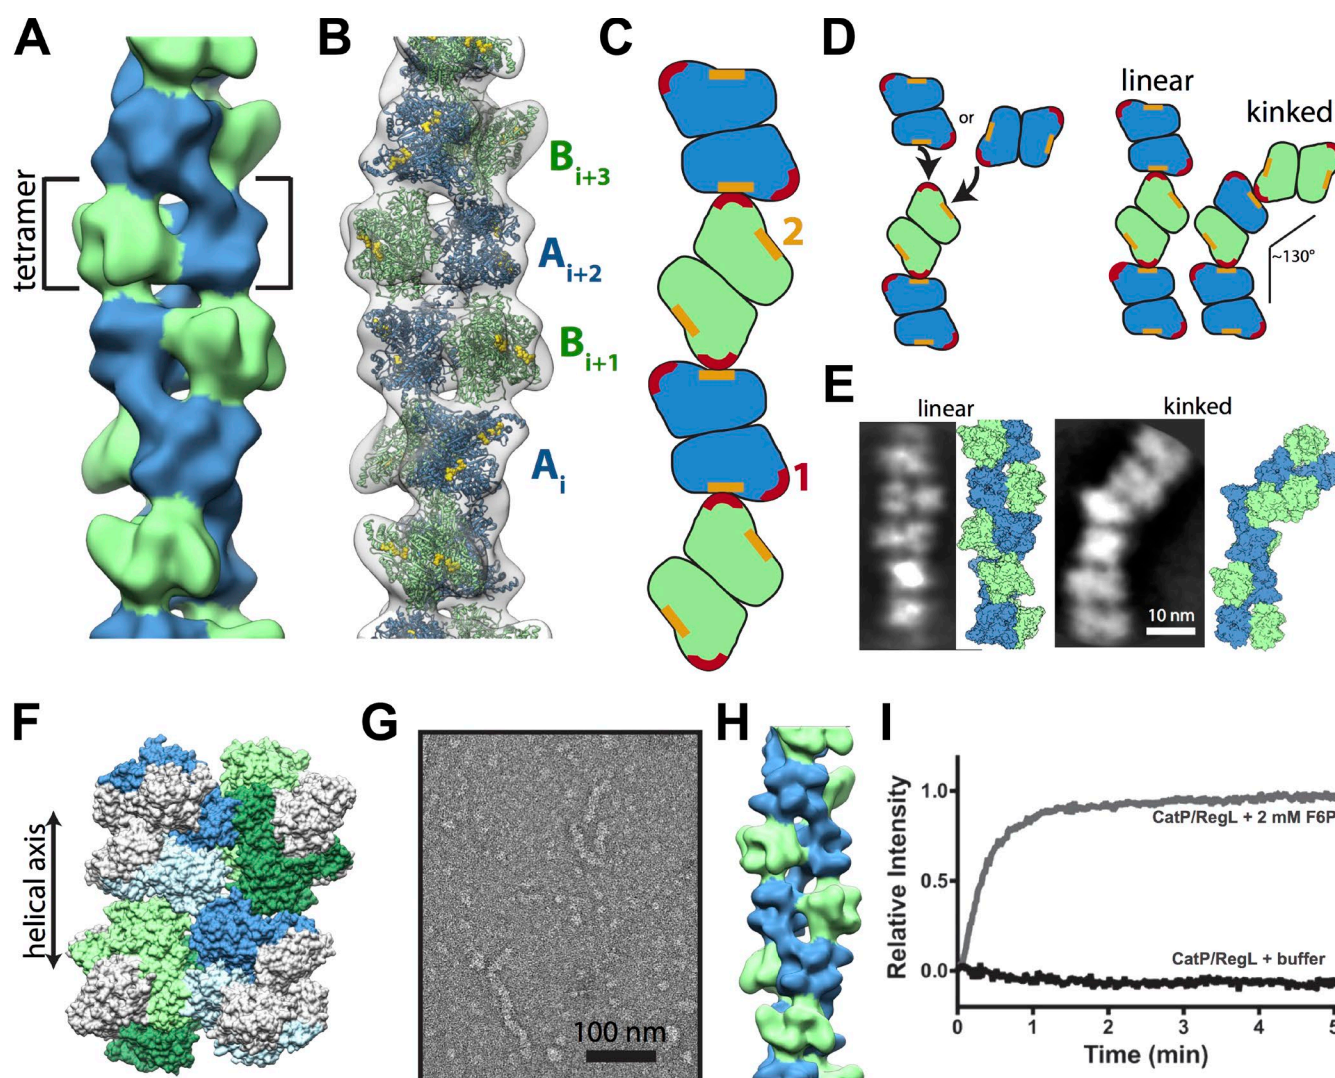 A
B
C
D
tetramer
B i+3
A i+2
B i+1
A i
2
1
or
linear
kinked
~130°
E
linear
kinked
10 nm
F
helical axis
G
100 nm
H
I
Relative Intensity
1.0
0.5
0.0
CatP/RegL + 2 mM F6P
CatP/RegL + buffer
0
1
2
3
4
5
Time (min)